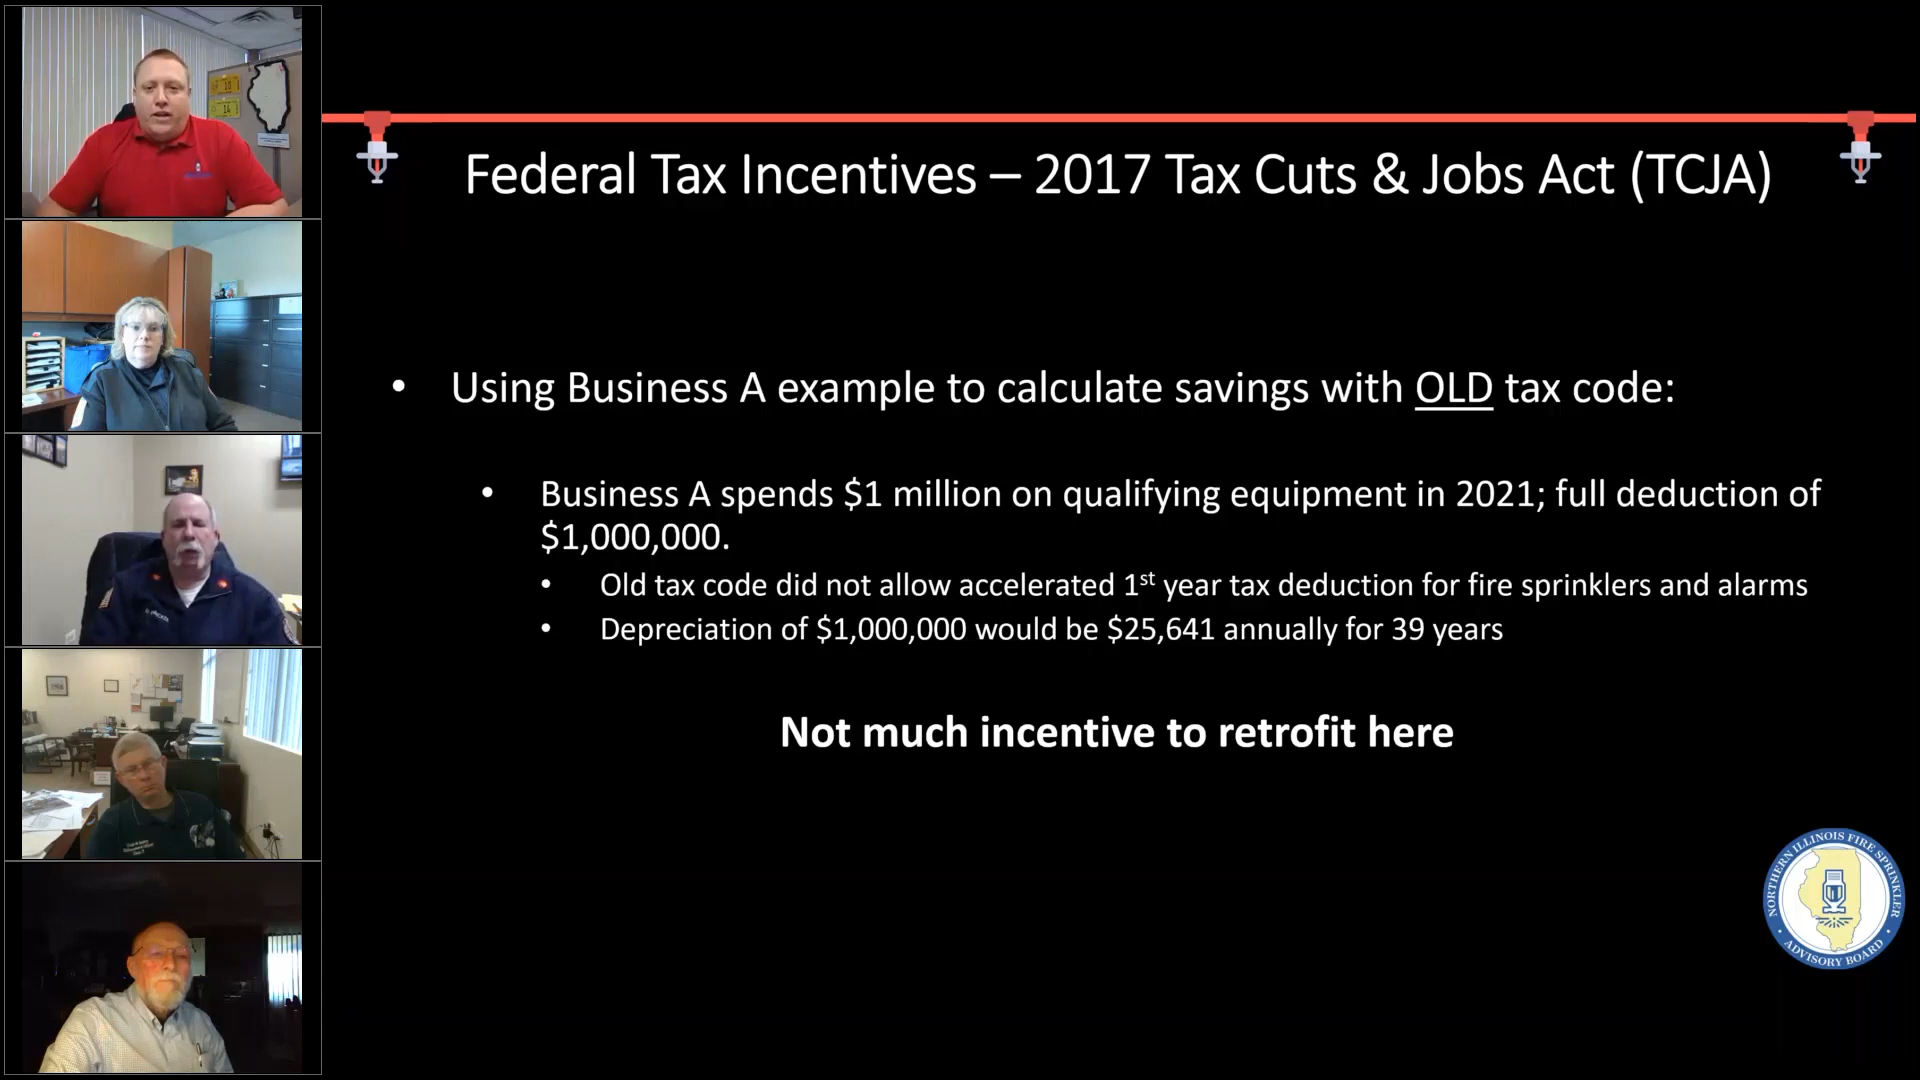 Federal Tax Incentives – 2017 Tax Cuts & Jobs Act (TCJA)
• Using Business A example to calculate savings with OLD tax code:
• Business A spends $1 million on qualifying equipment in 2021; full deduction of
$1,000,000.
• Old tax code did not allow accelerated 1st year tax deduction for fire sprinklers and alarms
• Depreciation of $1,000,000 would be $25,641 annually for 39 years
Not much incentive to retrofit here
NORTHERN ILLINOIS FIRE SPRINKLER
• ADVISORY BOARD •
10
14